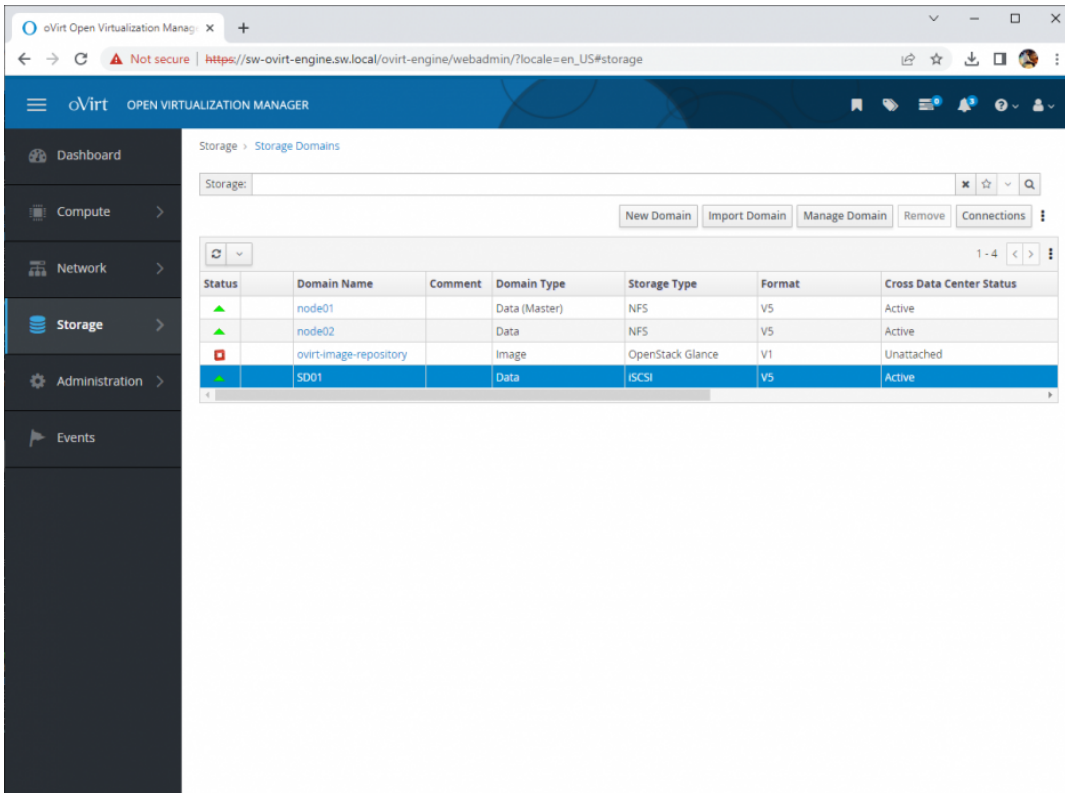 oVirt Open Virtualization Manag
Not secure | https://sw-ovirt-engine.sw.local/ovirt-engine/webadmin/?locale=en_US#storage
oVirt OPEN VIRTUALIZATION MANAGER
Dashboard
Compute
Network
Storage
Administration
Events
Storage > Storage Domains
Storage:
New Domain Import Domain Manage Domain Remove Connections
1 - 4
Status Domain Name Comment Domain Type Storage Type Format Cross Data Center Status
node01 Data (Master) NFS V5 Active
node02 Data NFS V5 Active
ovirt-image-repository Image OpenStack Glance V1 Unattached
SD01 Data iSCSI V5 Active